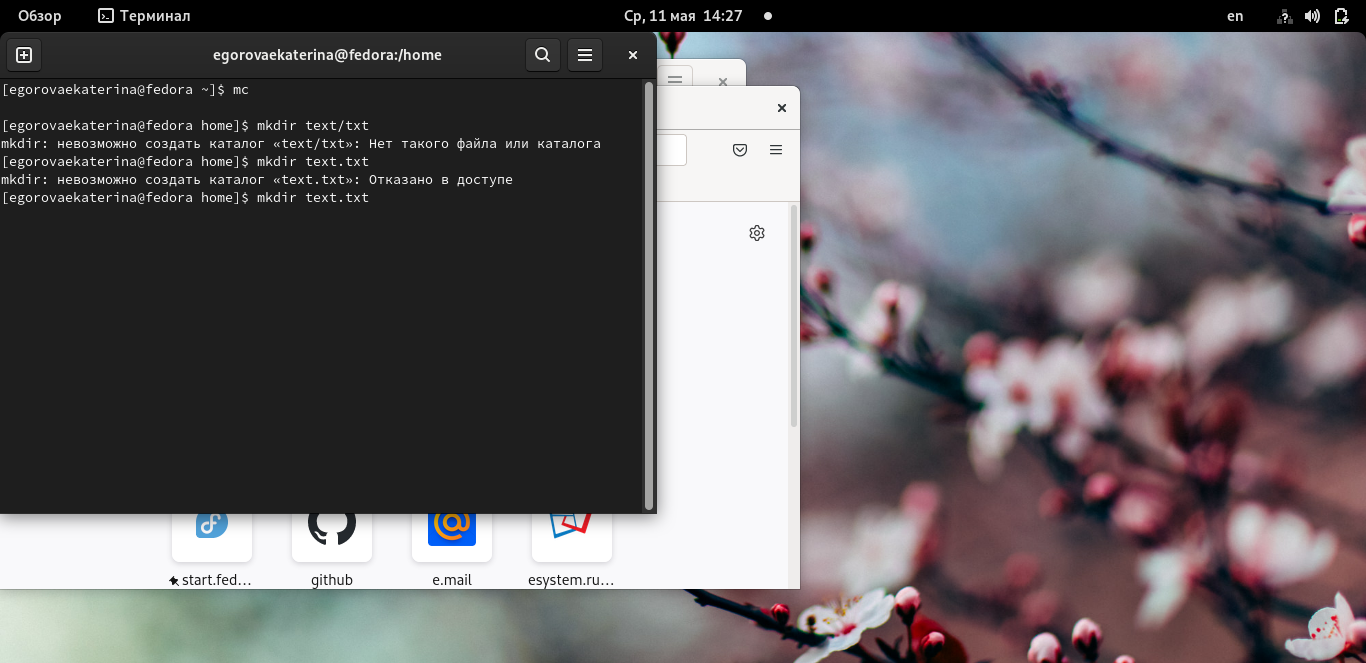 Обзор
Терминал
Ср, 11 мая 14:27
en
egorovaekaterina@fedora:/home
[egorovaekaterina@fedora ~]$ mc
[egorovaekaterina@fedora home]$ mkdir text/txt
mkdir: невозможно создать каталог «text/txt»: Нет такого файла или каталога
[egorovaekaterina@fedora home]$ mkdir text.txt
mkdir: невозможно создать каталог «text.txt»: Отказано в доступе
[egorovaekaterina@fedora home]$ mkdir text.txt
start.fed…
github
e.mail
esystem.ru…